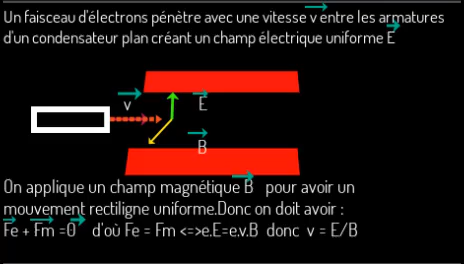 Un faisceau d'électrons pénètre avec une vitesse v entre les armatures
d'un condensateur plan créant un champ électrique uniforme E
v
E
B
On applique un champ magnétique B pour avoir un
mouvement rectiligne uniforme.Donc on doit avoir :
Fe + Fm =0 d'où Fe = Fm <=>e.E=e.v.B donc v = E/B